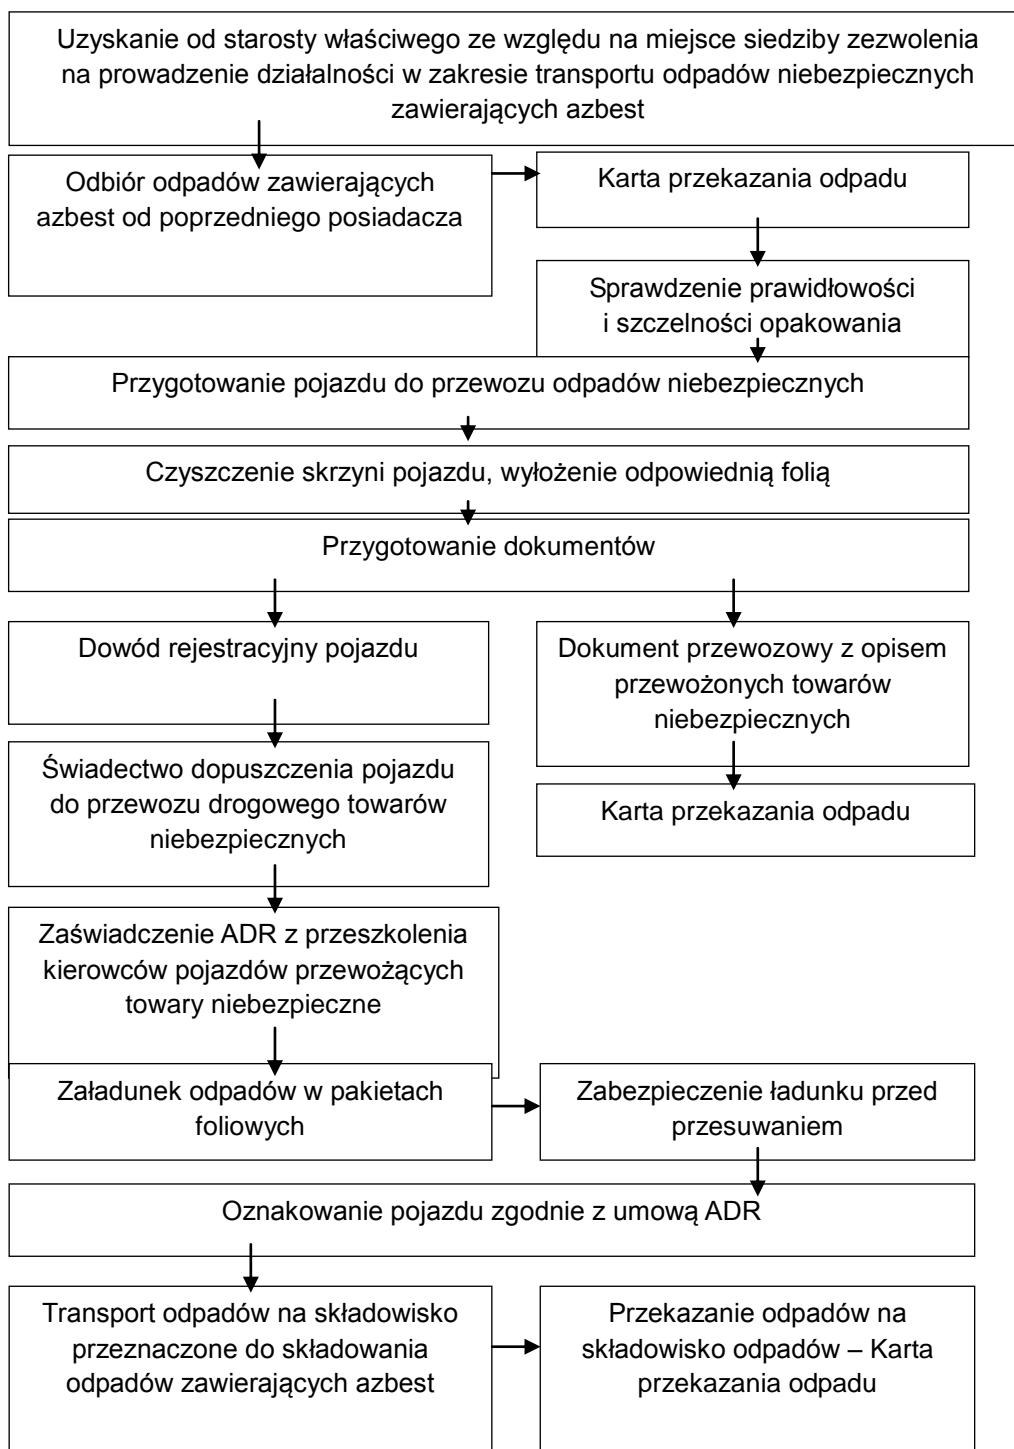 Uzyskanie od starosty właściwego ze względu na miejsce siedziby zezwolenia
na prowadzenie działalności w zakresie transportu odpadów niebezpiecznych
zawierających azbest
Odbiór odpadów zawierających
azbest od poprzedniego posiadacza
Karta przekazania odpadu
Sprawdzenie prawidłowości
i szczelności opakowania
Przygotowanie pojazdu do przewozu odpadów niebezpiecznych
Czyszczenie skrzyni pojazdu, wyłożenie odpowiednią folią
Przygotowanie dokumentów
Dowód rejestracyjny pojazdu
Dokument przewozowy z opisem
przewożonych towarów
niebezpiecznych
Świadectwo dopuszczenia pojazdu
do przewozu drogowego towarów
niebezpiecznych
Karta przekazania odpadu
Zaświadczenie ADR z przeszkolenia
kierowców pojazdów przewożących
towary niebezpieczne
Załadunek odpadów w pakietach
foliowych
Zabezpieczenie ładunku przed
przesuwaniem
Oznakowanie pojazdu zgodnie z umową ADR
Transport odpadów na składowisko
przeznaczone do składowania
odpadów zawierających azbest
Przekazanie odpadów na
składowisko odpadów – Karta
przekazania odpadu